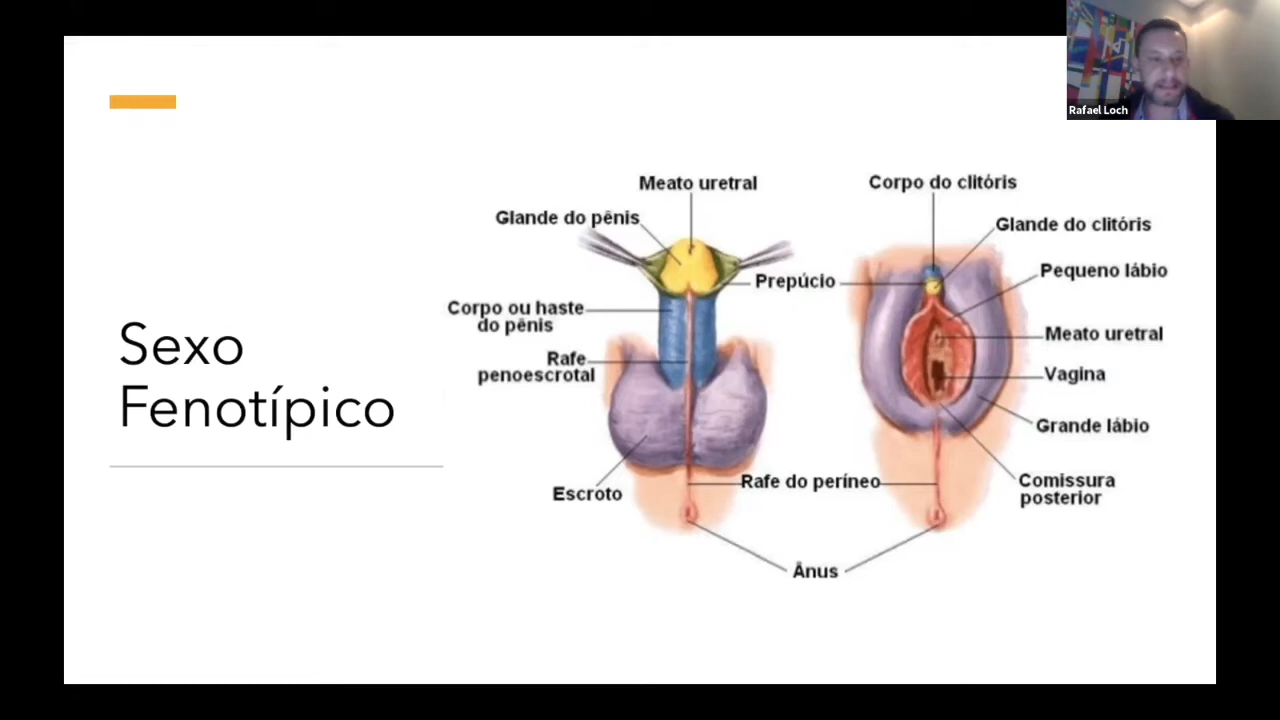 Rafael Loch
Sexo
Fenotípico
Meato uretral
Glande do pênis
Corpo ou haste
do pênis
Rafe
penoescrotal
Escroto
Prepúcio
Rafe do períneo
Ânus
Corpo do clitóris
Glande do clitóris
Pequeno lábio
Meato uretral
Vagina
Grande lábio
Comissura
posterior